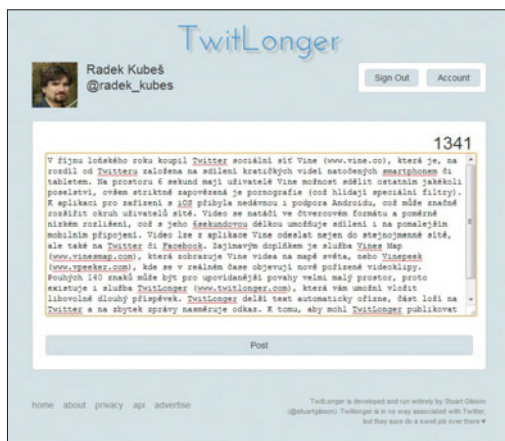 TwitLonger
Radek Kubeš
@radek_kubes
Sign Out
Account
1341
V říjnu loňského roku koupil Twitter sociální síť Vine (www.vine.co), která je, na
rozdíl od Twitteru založena na sdílení kratičkých videí natočených smartphonem či
tabletem. Na prostoru 6 sekund mají uživatelé Vine možnost sdělit ostatním jakékoli
poselství, ovšem striktně zapovězená je pornografie (což hlídají speciální filtry).
K aplikaci pro zařízení s iOS přibyla nedávnou i podpora Androidu, což může značně
rozšířit okruh uživatelů sítě. Video se natáčí ve čtvercovém formátu a poměrně
nízkém rozlišení, což s jeho 6sekundovou délkou umožňuje sdílení i na pomalejším
mobilním připojení. Video lze z aplikace Vine odeslat nejen do stejnojmenné sítě,
ale také na Twitter či Facebook. Zajímavým doplňkem je služba Vines Map
(www.vinesmap.com), která zobrazuje Vine videa na mapě světa, nebo Vinepeek
(www.vpeeker.com), kde se v reálném čase objevují nově pořízené videoklipy.
Pouhých 140 znaků může být pro upovídanější povahy velmi malý prostor, proto
existuje i služba TwitLonger (www.twitlonger.com), která vám umožní vložit
libovolně dlouhý příspěvek. TwitLonger delší text automaticky ořízne, část loží na
Twitter a na zbytek zprávy nasměruje odkaz. K tomu, aby mohl TwitLonger publikovat
Post
home about privacy api advertise
TwitLonger is developed and run entirely by Stuart Gibson
(@stuartgibson). Twitlonger is in no way associated with Twitter,
but they sure do a swell job over there ♥